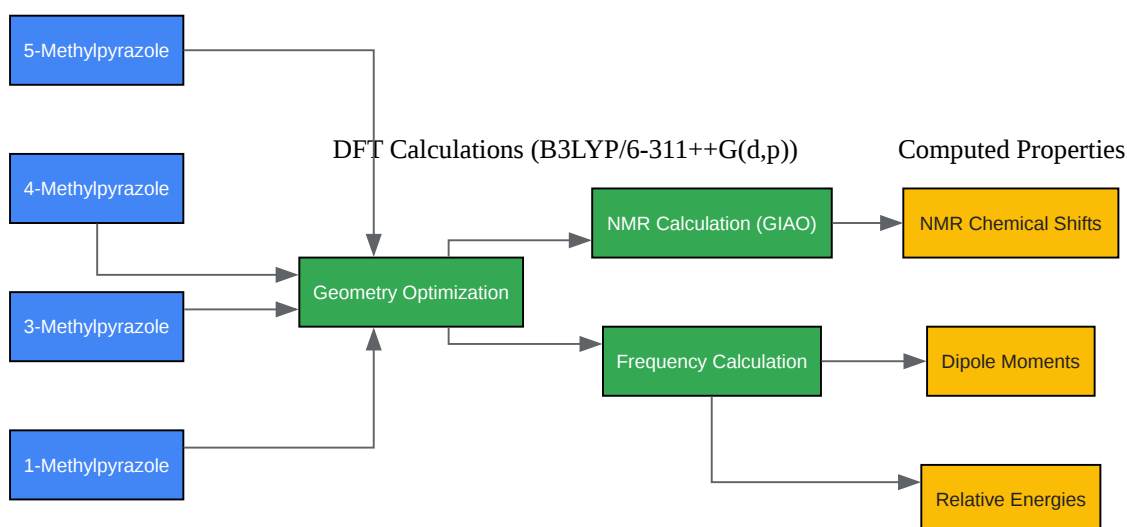 5-Methylpyrazole
DFT Calculations (B3LYP/6-311++G(d,p))
Computed Properties
4-Methylpyrazole
NMR Calculation (GIAO)
NMR Chemical Shifts
Geometry Optimization
3-Methylpyrazole
Frequency Calculation
Dipole Moments
1-Methylpyrazole
Relative Energies